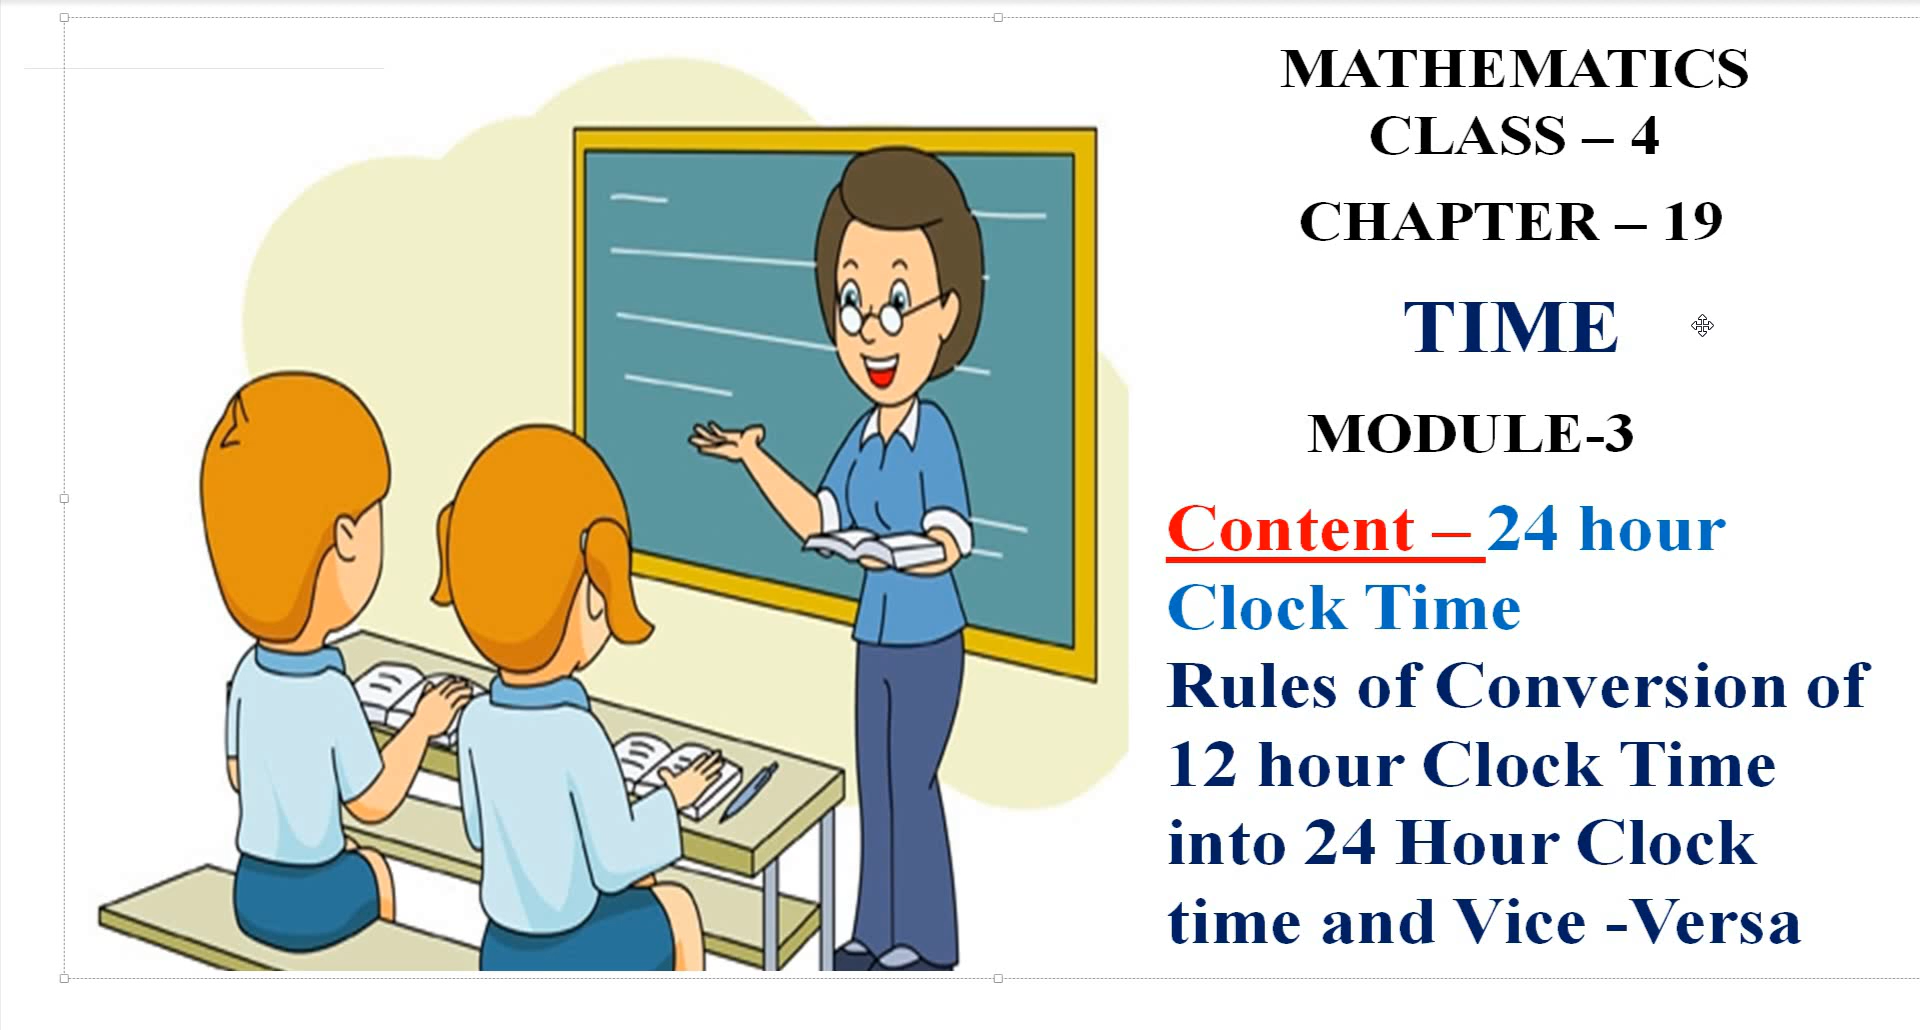 MATHEMATICS
CLASS – 4
CHAPTER – 19
TIME
MODULE-3
Content – 24 hour
Clock Time
Rules of Conversion of
12 hour Clock Time
into 24 Hour Clock
time and Vice -Versa